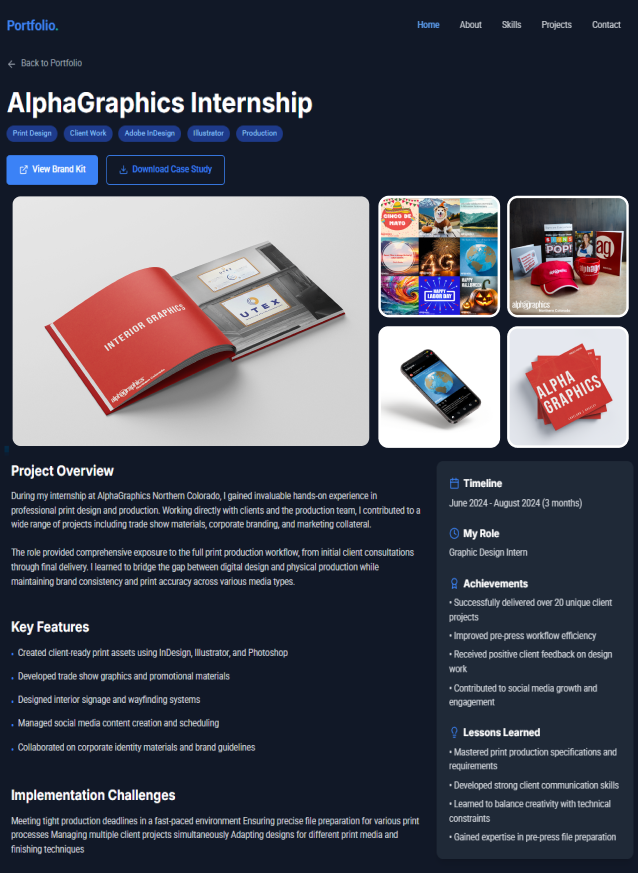 Portfolio.
Home
About
Skills
Projects
Contact
Back to Portfolio
AlphaGraphics Internship
Print Design
Client Work
Adobe InDesign
Illustrator
Production
View Brand Kit
Download Case Study
INTERIOR GRAPHICS
alphagraphics
UTEX
CINCO DE MAYO
HAPPY LABOR DAY
HAPPY HALLOWEEN
POP!
ag
alphagraphics
Northern Colorado
ALPHA
GRAPHICS
Project Overview
During my internship at AlphaGraphics Northern Colorado, I gained invaluable hands-on experience in
professional print design and production. Working directly with clients and the production team, I contributed to a
wide range of projects including trade show materials, corporate branding, and marketing collateral.
The role provided comprehensive exposure to the full print production workflow, from initial client consultations
through final delivery. I learned to bridge the gap between digital design and physical production while
maintaining brand consistency and print accuracy across various media types.
Key Features
• Created client-ready print assets using InDesign, Illustrator, and Photoshop
• Developed trade show graphics and promotional materials
• Designed interior signage and wayfinding systems
• Managed social media content creation and scheduling
• Collaborated on corporate identity materials and brand guidelines
Implementation Challenges
Meeting tight production deadlines in a fast-paced environment Ensuring precise file preparation for various print
processes Managing multiple client projects simultaneously Adapting designs for different print media and
finishing techniques
Timeline
June 2024 - August 2024 (3 months)
My Role
Graphic Design Intern
Achievements
• Successfully delivered over 20 unique client
projects
• Improved pre-press workflow efficiency
• Received positive client feedback on design
work
• Contributed to social media growth and
engagement
Lessons Learned
• Mastered print production specifications and
requirements
• Developed strong client communication skills
• Learned to balance creativity with technical
constraints
• Gained expertise in pre-press file preparation